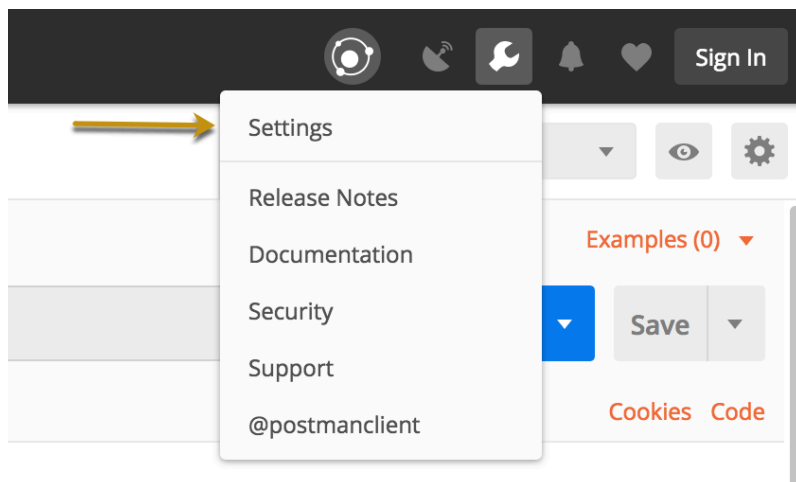 Sign In
Settings
Release Notes
Examples (0)
Documentation
Security
Save
Support
Cookies Code
@postmanclient